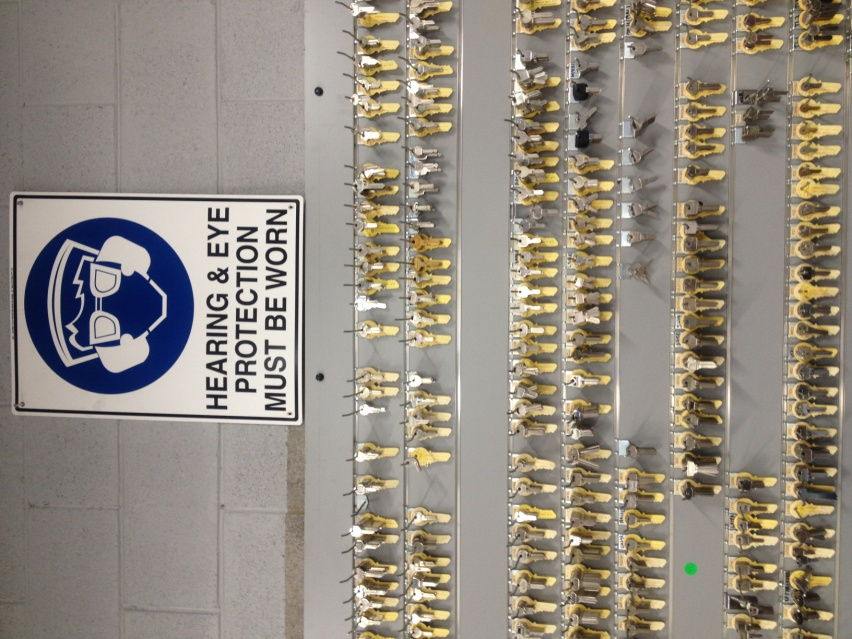 HEARING & EYE
PROTECTION
MUST BE WORN